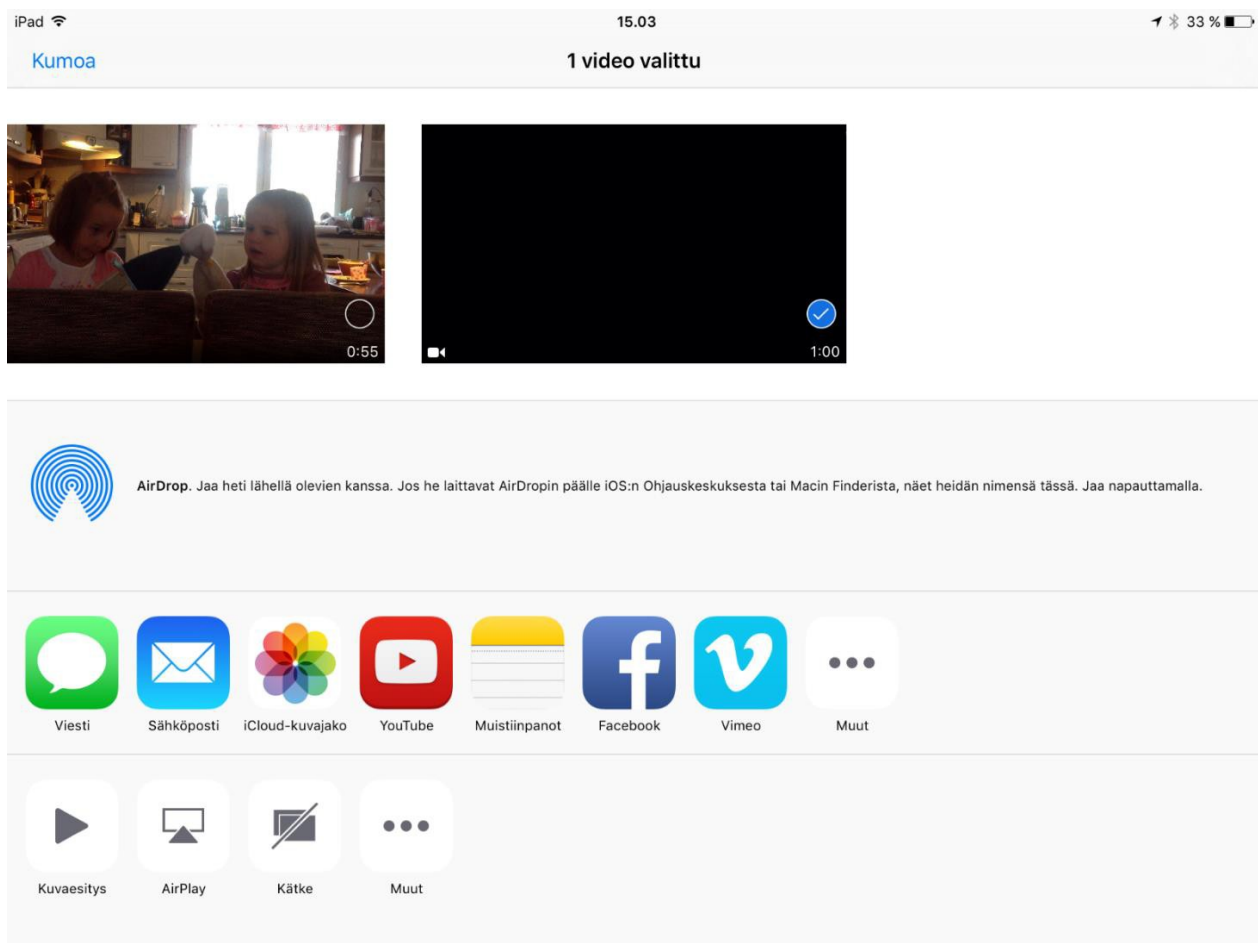 iPad 15.03 33 %
Kumoa 1 video valittu
0:55 1:00
AirDrop. Jaa heti lähellä olevien kanssa. Jos he laittavat AirDropin päälle iOS:n Ohjauskeskuksesta tai Macin Finderista, näet heidän nimensä tässä. Jaa napauttamalla.
Viesti Sähköposti iCloud-kuvajako YouTube Muistiinpanot Facebook Vimeo Muut
Kuvaesitys AirPlay Kätke Muut